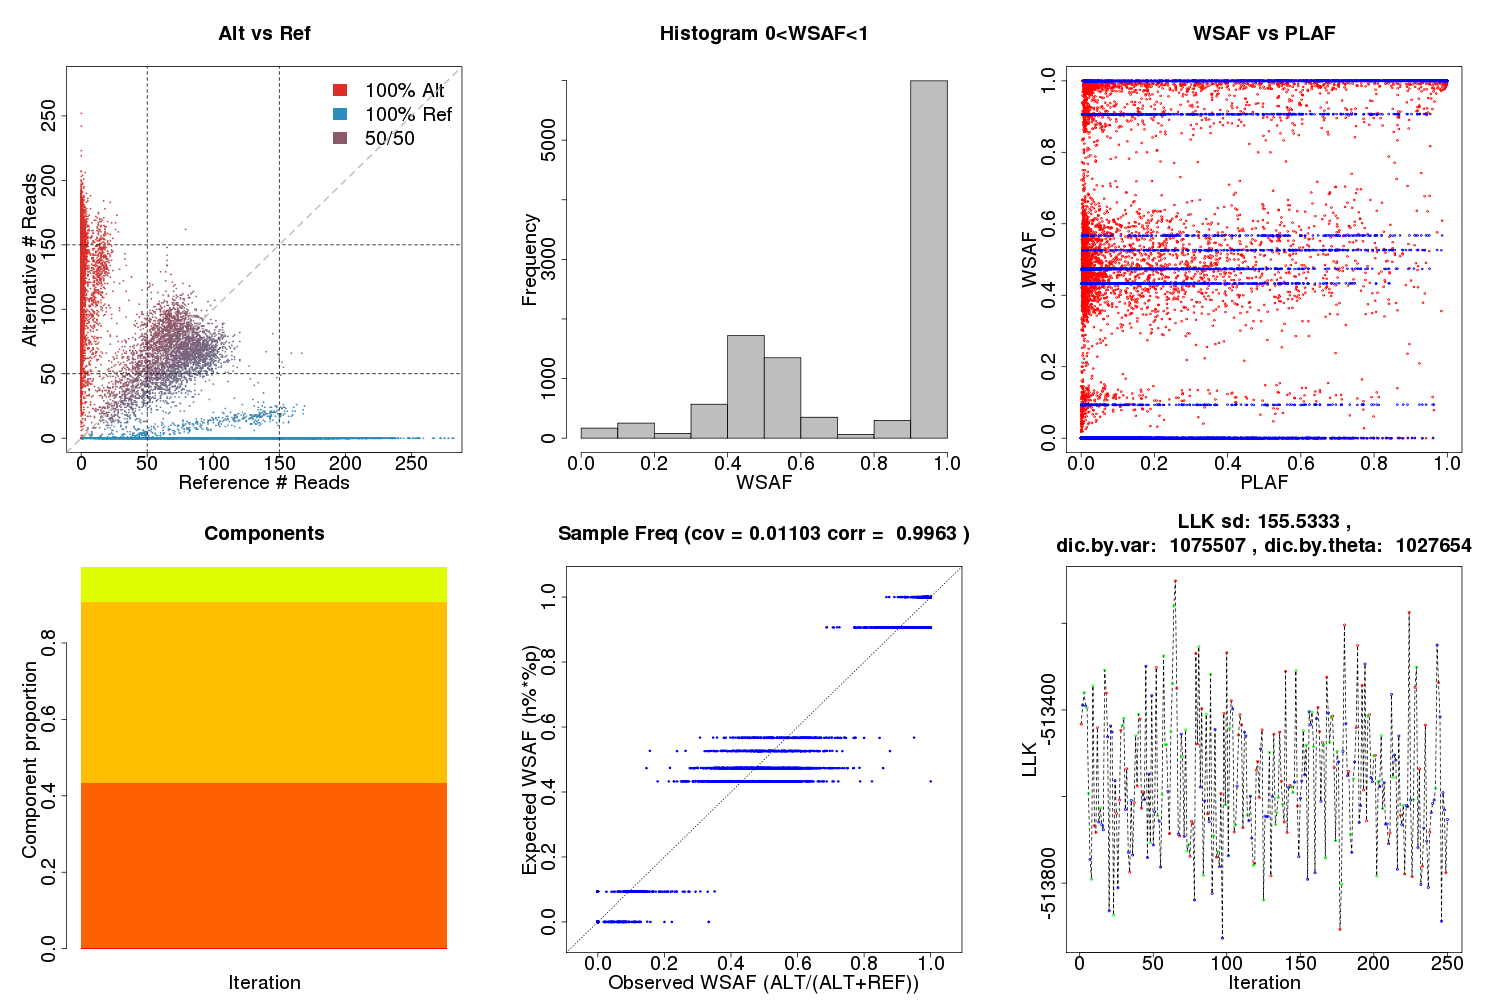 Alt vs Ref
100% Alt
100% Ref
50/50
Alternative # Reads
0 50 100 150 200 250
0 50 100 150 200 250
Reference # Reads
Histogram 0<WSAF<1
Frequency
0 1000 3000 5000
0.0 0.2 0.4 0.6 0.8 1.0
WSAF
WSAF vs PLAF
WSAF
0.0 0.2 0.4 0.6 0.8 1.0
0.0 0.2 0.4 0.6 0.8 1.0
PLAF
Components
Component proportion
0.0 0.2 0.4 0.6 0.8
Iteration
Sample Freq (cov = 0.01103 corr = 0.9963 )
Expected WSAF (h%*%p)
0.0 0.2 0.4 0.6 0.8 1.0
0.0 0.2 0.4 0.6 0.8 1.0
Observed WSAF (ALT/(ALT+REF))
LLK sd: 155.5333 ,
dic.by.var: 1075507 , dic.by.theta: 1027654
LLK
-513800 -513400
0 50 100 150 200 250
Iteration